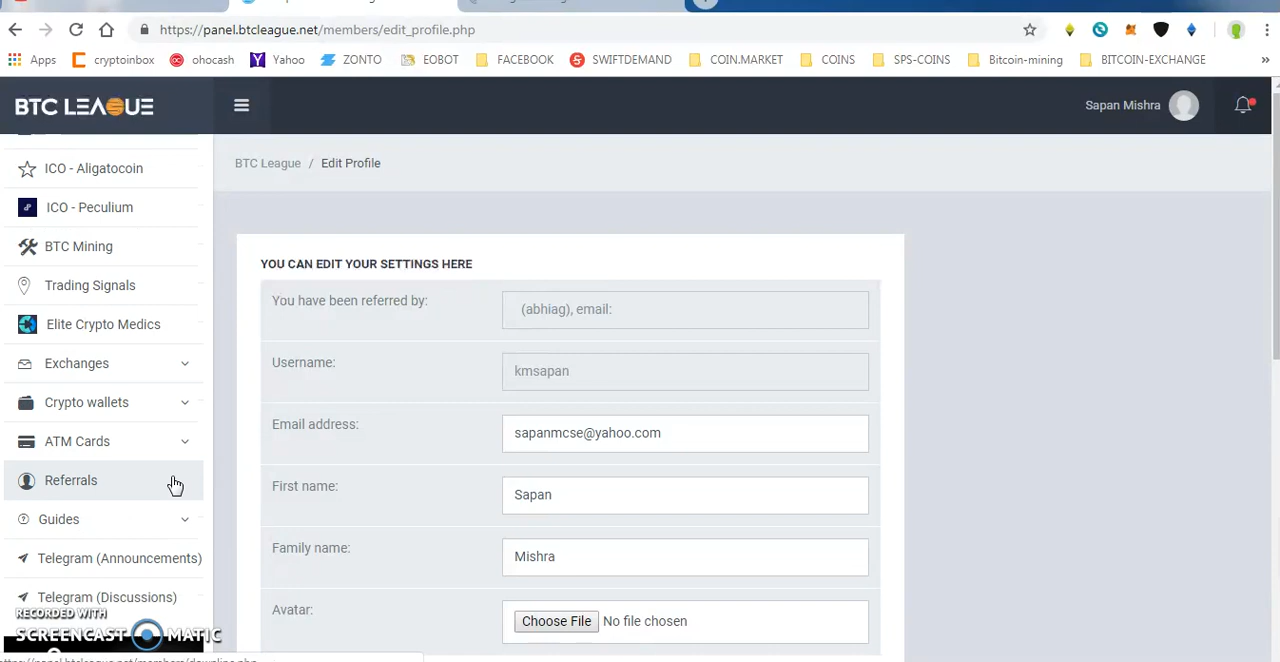 https://panel.btcleague.net/members/edit_profile.php
Apps cryptoinbox ohocash Yahoo ZONTO EOBOT FACEBOOK SWIFTDEMAND COIN.MARKET COINS SPS-COINS Bitcoin-mining BITCOIN-EXCHANGE »
BTC LEAGUE
Sapan Mishra
BTC League / Edit Profile
ICO - Aligatocoin
ICO - Peculium
BTC Mining
Trading Signals
Elite Crypto Medics
Exchanges
Crypto wallets
ATM Cards
Referrals
Guides
Telegram (Announcements)
Telegram (Discussions)
YOU CAN EDIT YOUR SETTINGS HERE
You have been referred by: (abhiag), email:
Username: kmsapan
Email address: sapanmcse@yahoo.com
First name: Sapan
Family name: Mishra
Avatar: Choose File No file chosen
RECORDED WITH
SCREENCAST MATIC